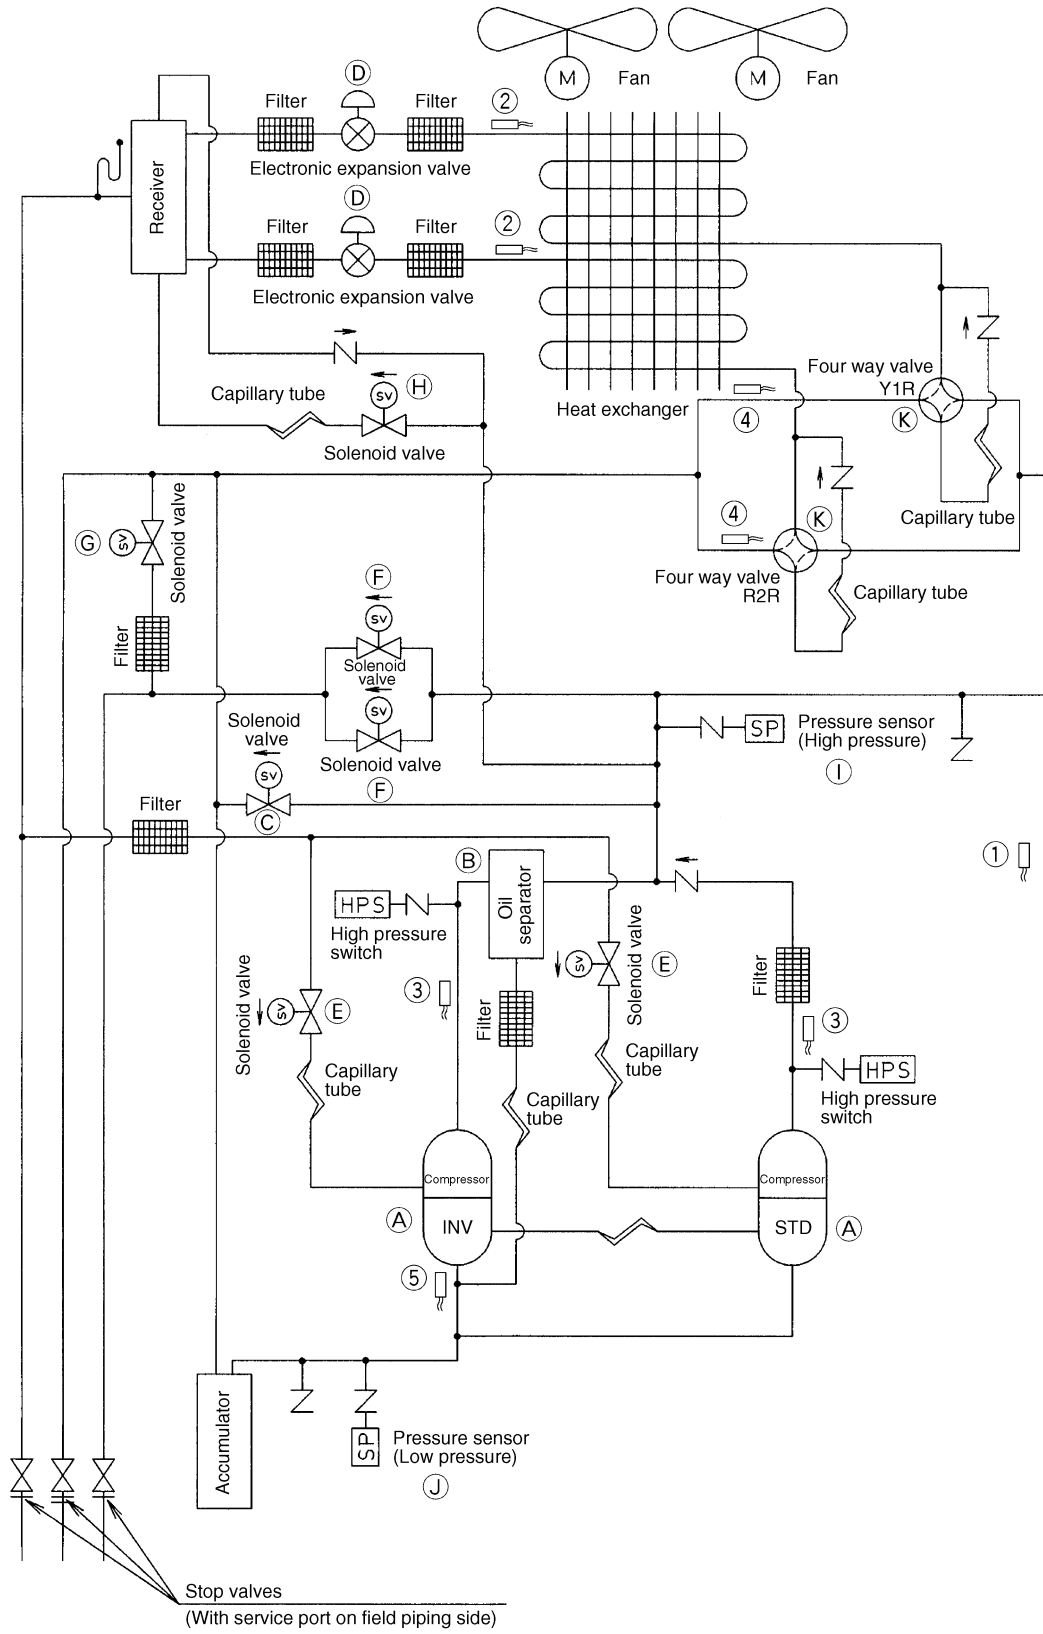 M
Fan
M
Fan
D
Filter
Filter
2
Electronic expansion valve
Receiver
D
Filter
Filter
2
Electronic expansion valve
Heat exchanger
Four way valve
Y1R
K
4
H
SV
Capillary tube
Solenoid valve
4
K
Four way valve
R2R
Capillary tube
Capillary tube
G
SV
Solenoid valve
Filter
F
SV
Solenoid
valve
SV
Solenoid valve
F
Solenoid
valve
SV
C
SP
Pressure sensor
(High pressure)
I
Filter
1
B
Oil
separator
HPS
High pressure
switch
3
Solenoid valve
SV
E
Capillary
tube
Filter
Capillary
tube
SV
Solenoid valve
E
Capillary
tube
Filter
3
HPS
High pressure
switch
Compressor
INV
A
Compressor
STD
A
5
Accumulator
SP
Pressure sensor
(Low pressure)
J
Stop valves
(With service port on field piping side)